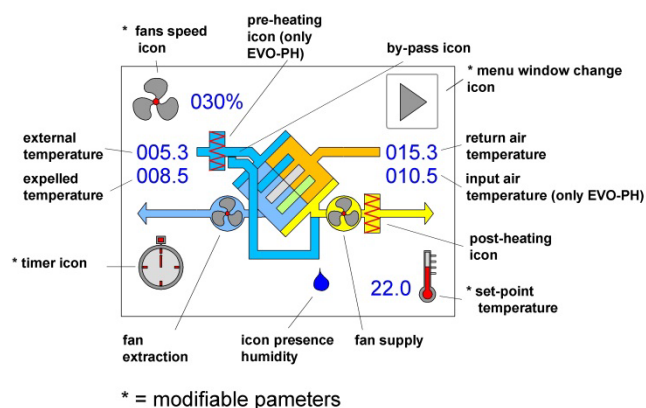 * fans speed
icon
pre-heating
icon (only
EVO-PH)
by-pass icon
* menu window change
icon
030%
external
temperature
005.3
015.3
return air
temperature
expelled
temperature
008.5
010.5
input air
temperature (only EVO-PH)
* timer icon
post-heating
icon
22.0
* set-point
temperature
fan
extraction
icon presence
humidity
fan supply
* = modifiable pameters